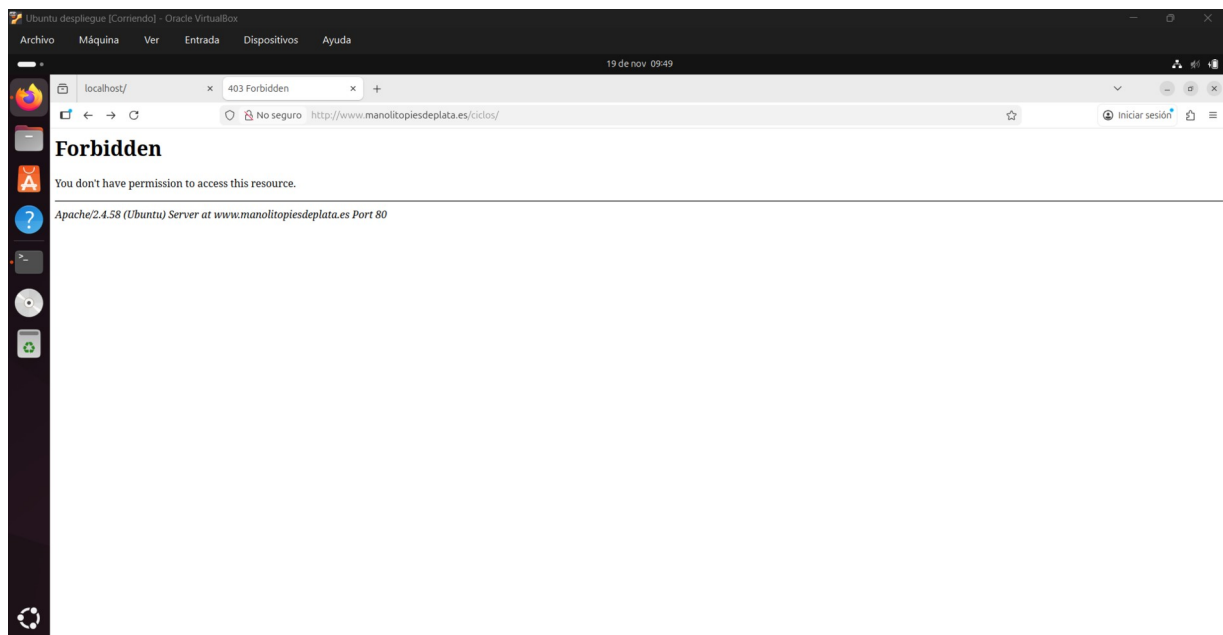 Ubuntu despliegue [Corriendo] - Oracle VirtualBox
Archivo Máquina Ver Entrada Dispositivos Ayuda
19 de nov 09:49
localhost/ 403 Forbidden
No seguro http://www.manolitopiesdeplata.es/ciclos/ Iniciar sesión
Forbidden
You don't have permission to access this resource.
Apache/2.4.58 (Ubuntu) Server at www.manolitopiesdeplata.es Port 80